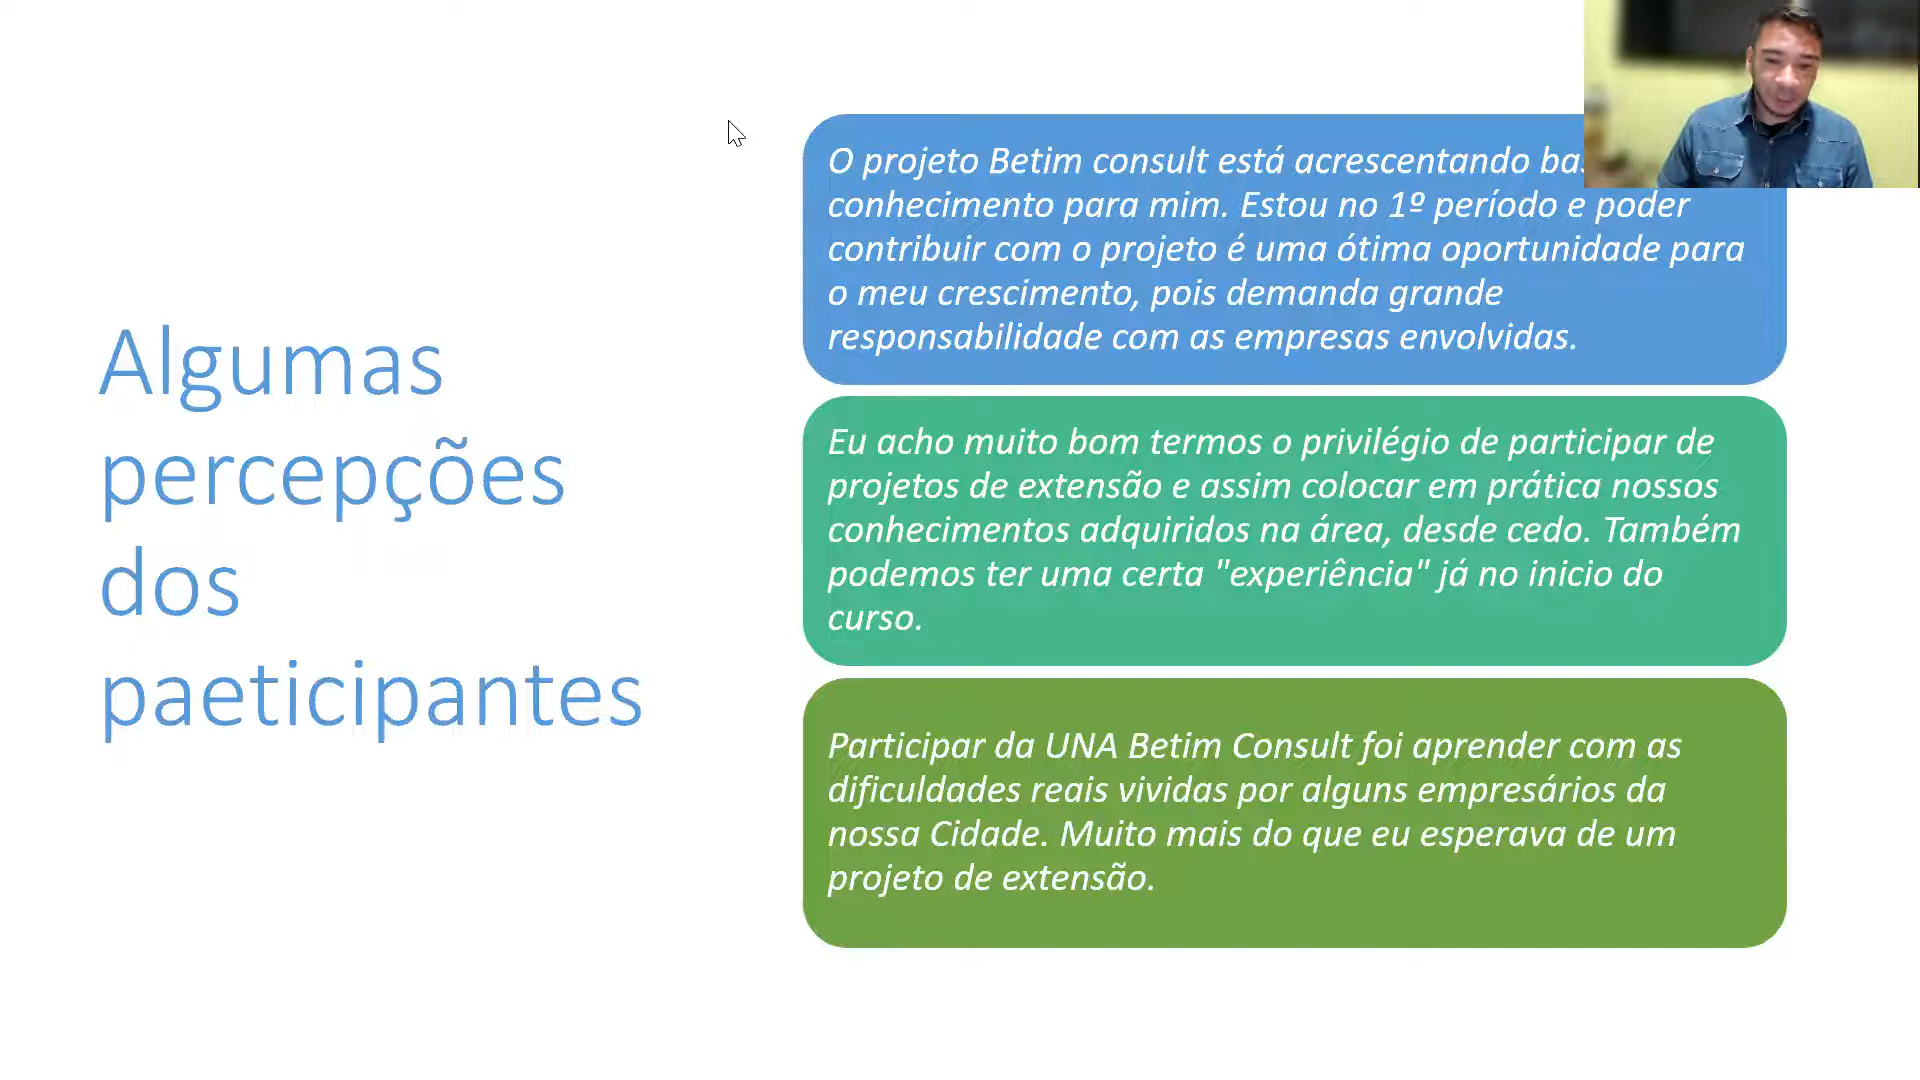 Algumas
percepções
dos
paeticipantes
O projeto Betim consult está acrescentando
conhecimento para mim. Estou no 1º período e poder
contribuir com o projeto é uma ótima oportunidade para
o meu crescimento, pois demanda grande
responsabilidade com as empresas envolvidas.
Eu acho muito bom termos o privilégio de participar de
projetos de extensão e assim colocar em prática nossos
conhecimentos adquiridos na área, desde cedo. Também
podemos ter uma certa "experiência" já no inicio do
curso.
Participar da UNA Betim Consult foi aprender com as
dificuldades reais vividas por alguns empresários da
nossa Cidade. Muito mais do que eu esperava de um
projeto de extensão.